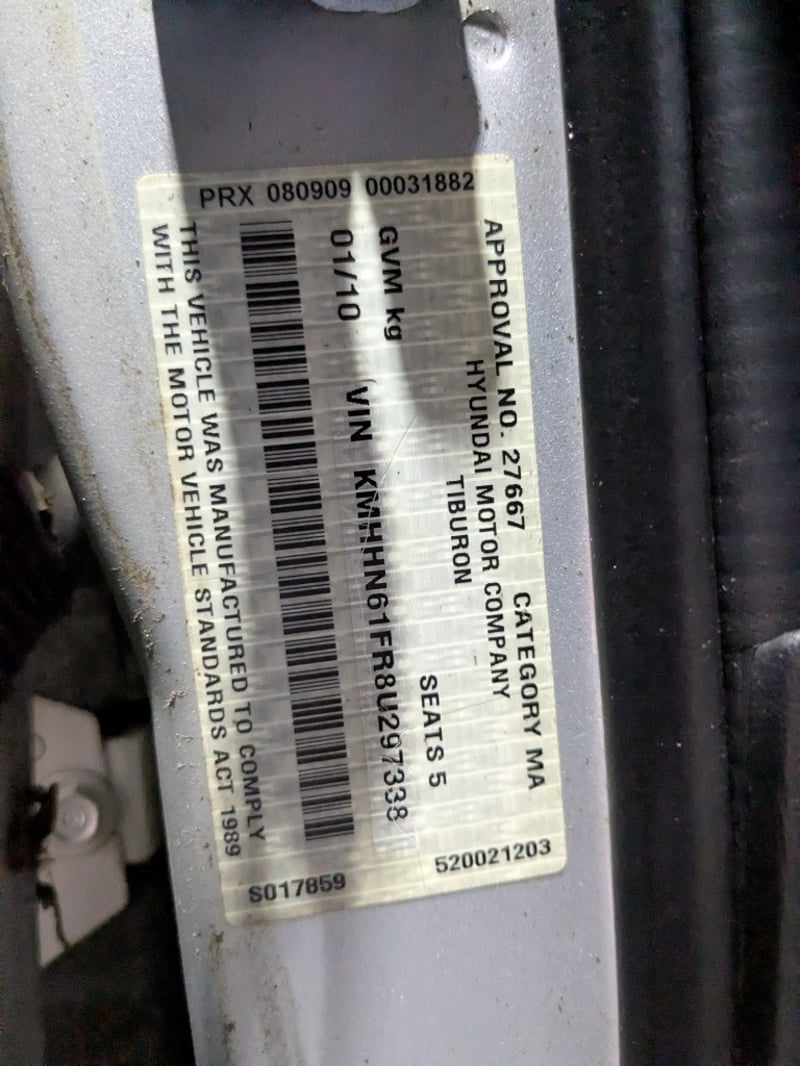 PRX 080909 00031882
APPROVAL NO. 27667 CATEGORY MA
HYUNDAI MOTOR COMPANY
TIBURON
GVM kg SEATS 5
01/10 VIN KMHHN61FR8U297338
THIS VEHICLE WAS MANUFACTURED TO COMPLY
WITH THE MOTOR VEHICLE STANDARDS ACT 1989
S017859
520021203